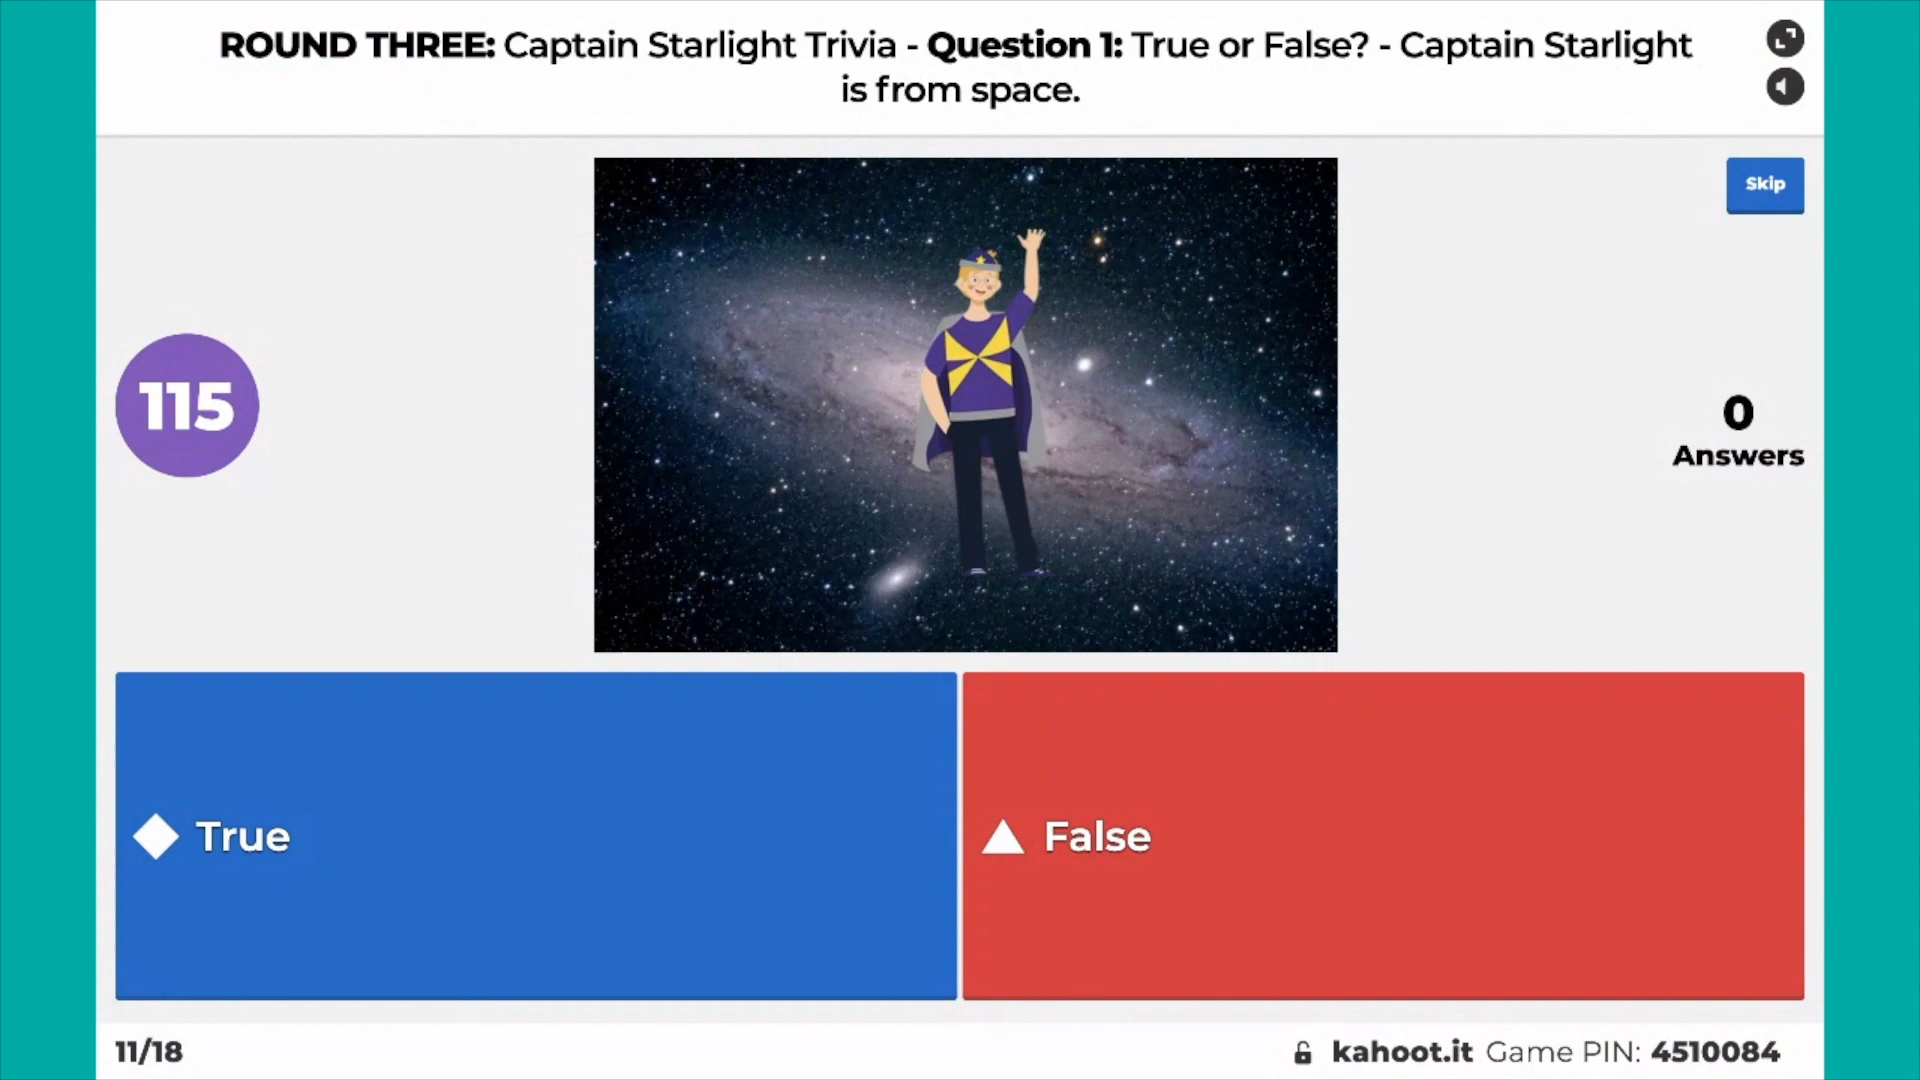 ROUND THREE: Captain Starlight Trivia - Question 1: True or False? - Captain Starlight
is from space.
Skip
115
0
Answers
True
False
11/18
kahoot.it Game PIN: 4510084